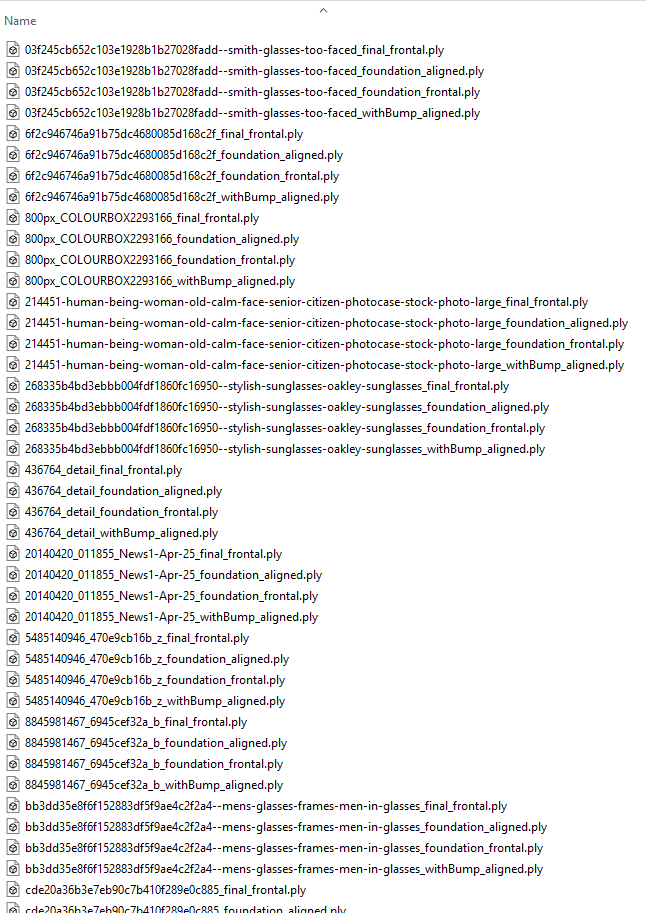 Name
03f245cb652c103e1928b1b27028fadd--smith-glasses-too-faced_final_frontal.ply
03f245cb652c103e1928b1b27028fadd--smith-glasses-too-faced_foundation_aligned.ply
03f245cb652c103e1928b1b27028fadd--smith-glasses-too-faced_foundation_frontal.ply
03f245cb652c103e1928b1b27028fadd--smith-glasses-too-faced_withBump_aligned.ply
6f2c946746a91b75dc4680085d168c2f_final_frontal.ply
6f2c946746a91b75dc4680085d168c2f_foundation_aligned.ply
6f2c946746a91b75dc4680085d168c2f_foundation_frontal.ply
6f2c946746a91b75dc4680085d168c2f_withBump_aligned.ply
800px_COLOURBOX2293166_final_frontal.ply
800px_COLOURBOX2293166_foundation_aligned.ply
800px_COLOURBOX2293166_foundation_frontal.ply
800px_COLOURBOX2293166_withBump_aligned.ply
214451-human-being-woman-old-calm-face-senior-citizen-photocase-stock-photo-large_final_frontal.ply
214451-human-being-woman-old-calm-face-senior-citizen-photocase-stock-photo-large_foundation_aligned.ply
214451-human-being-woman-old-calm-face-senior-citizen-photocase-stock-photo-large_foundation_frontal.ply
214451-human-being-woman-old-calm-face-senior-citizen-photocase-stock-photo-large_withBump_aligned.ply
268335b4bd3ebbb004fdf1860fc16950--stylish-sunglasses-oakley-sunglasses_final_frontal.ply
268335b4bd3ebbb004fdf1860fc16950--stylish-sunglasses-oakley-sunglasses_foundation_aligned.ply
268335b4bd3ebbb004fdf1860fc16950--stylish-sunglasses-oakley-sunglasses_foundation_frontal.ply
268335b4bd3ebbb004fdf1860fc16950--stylish-sunglasses-oakley-sunglasses_withBump_aligned.ply
436764_detail_final_frontal.ply
436764_detail_foundation_aligned.ply
436764_detail_foundation_frontal.ply
436764_detail_withBump_aligned.ply
20140420_011855_News1-Apr-25_final_frontal.ply
20140420_011855_News1-Apr-25_foundation_aligned.ply
20140420_011855_News1-Apr-25_foundation_frontal.ply
20140420_011855_News1-Apr-25_withBump_aligned.ply
5485140946_470e9cb16b_z_final_frontal.ply
5485140946_470e9cb16b_z_foundation_aligned.ply
5485140946_470e9cb16b_z_foundation_frontal.ply
5485140946_470e9cb16b_z_withBump_aligned.ply
8845981467_6945cef32a_b_final_frontal.ply
8845981467_6945cef32a_b_foundation_aligned.ply
8845981467_6945cef32a_b_foundation_frontal.ply
8845981467_6945cef32a_b_withBump_aligned.ply
bb3dd35e8f6f152883df5f9ae4c2f2a4--mens-glasses-frames-men-in-glasses_final_frontal.ply
bb3dd35e8f6f152883df5f9ae4c2f2a4--mens-glasses-frames-men-in-glasses_foundation_aligned.ply
bb3dd35e8f6f152883df5f9ae4c2f2a4--mens-glasses-frames-men-in-glasses_foundation_frontal.ply
bb3dd35e8f6f152883df5f9ae4c2f2a4--mens-glasses-frames-men-in-glasses_withBump_aligned.ply
cde20a36b3e7eb90c7b410f289e0c885_final_frontal.ply
cde20a36b3e7eb90c7b410f289e0c885_foundation_aligned.ply